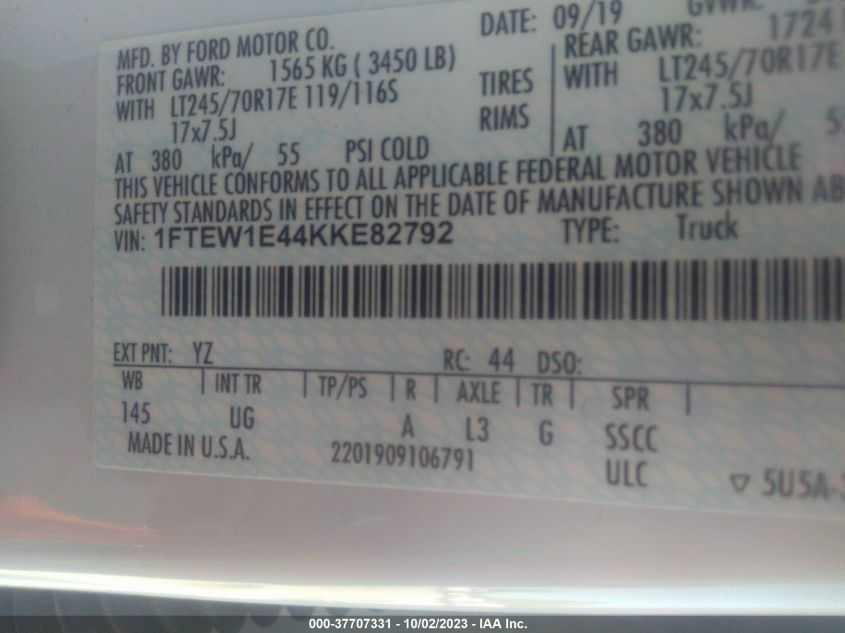 MFD. BY FORD MOTOR CO.
DATE: 09/19
GVWR:
FRONT GAWR: 1565 KG ( 3450 LB)
REAR GAWR: 1724
WITH LT245/70R17E 119/116S
TIRES
WITH LT245/70R17E
17x7.5J
RIMS
17x7.5J
AT 380 kPa/ 55 PSI COLD
AT 380 kPa/
THIS VEHICLE CONFORMS TO ALL APPLICABLE FEDERAL MOTOR VEHICLE
SAFETY STANDARDS IN EFFECT ON THE DATE OF MANUFACTURE SHOWN AB
VIN: 1FTEW1E44KKE82792
TYPE: Truck
EXT PNT: YZ
RC: 44 DSO:
WB | INT TR | TP/PS | R | AXLE | TR | SPR |
145 UG A L3 G SSCC
MADE IN U.S.A. 2201909106791 ULC
▽ 5U5A-
000-37707331 - 10/02/2023 - IAA Inc.